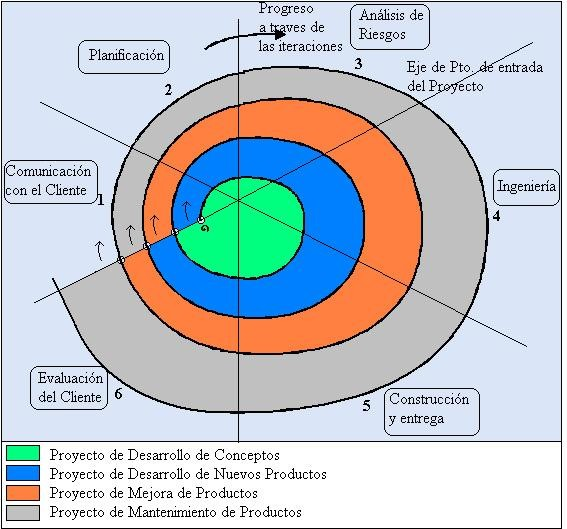 Progreso
a traves de
las iteraciones
Análisis de
Riesgos
3
Planificación
2
Eje de Pto. de entrada
del Proyecto
Comunicación
con el Cliente
1
Ingeniería
4
Evaluación
del Cliente
6
Construcción
y entrega
5
Proyecto de Desarrollo de Conceptos
Proyecto de Desarrollo de Nuevos Productos
Proyecto de Mejora de Productos
Proyecto de Mantenimiento de Productos